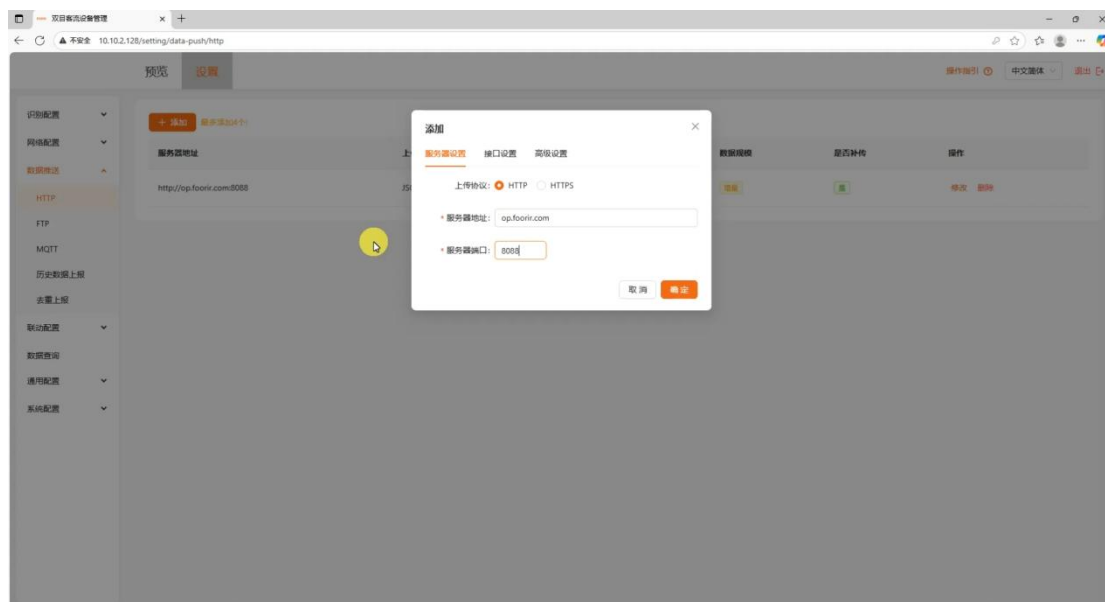 双目客流设备管理
不安全 10.10.2.128/setting/data-push/http
预览 设置
操作指引 中文简体 退出
识别配置
网络配置
数据推送
HTTP
FTP
MQTT
历史数据上报
去重上报
联动配置
数据查询
通用配置
系统配置
+ 添加
服务器地址 上 数据规模 是否补传 操作
http://op.foorir.com:8088 是 修改 删除
添加
服务器设置 接口设置 高级设置
上传协议: HTTP HTTPS
* 服务器地址: op.foorir.com
* 服务器端口: 8088
取消 确定